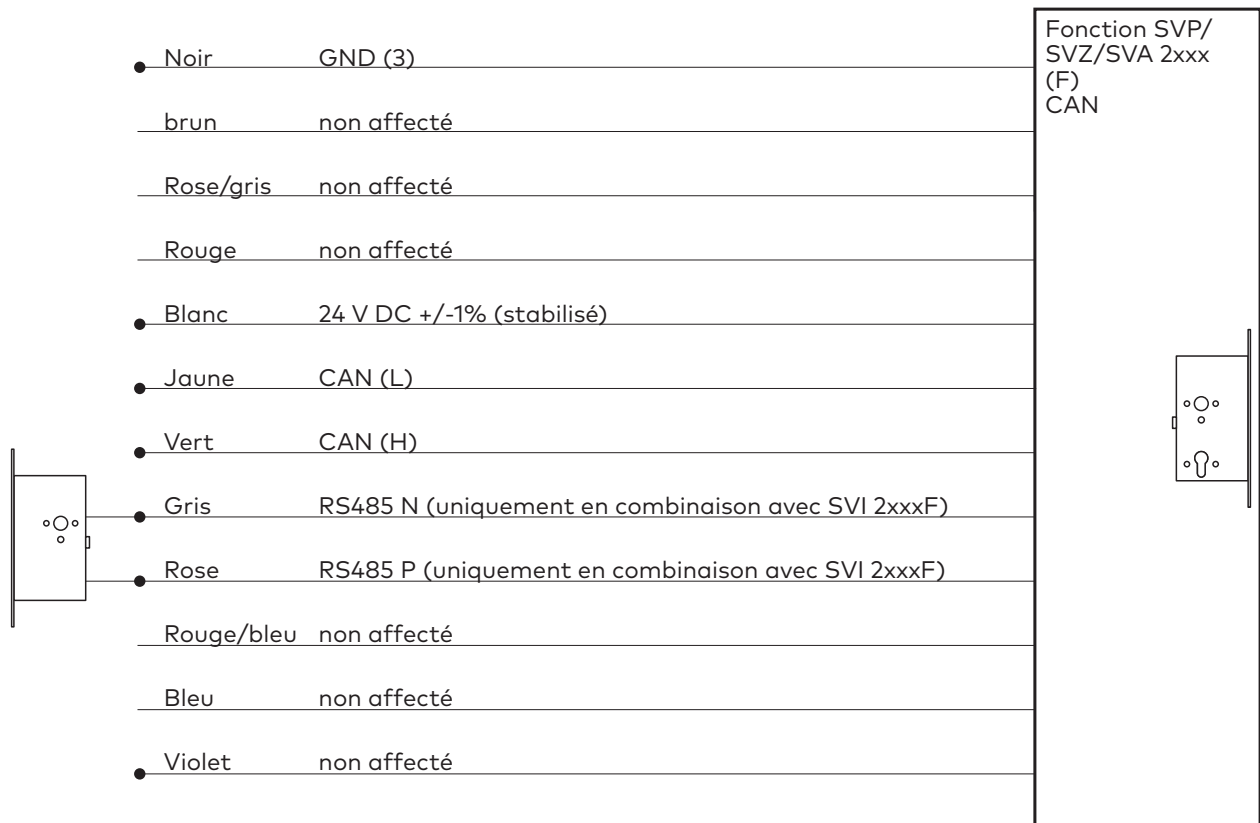 Fonction SVP/
SVZ/SVA 2xxx
(F)
CAN
Noir GND (3)
brun non affecté
Rose/gris non affecté
Rouge non affecté
Blanc 24 V DC +/-1% (stabilisé)
Jaune CAN (L)
Vert CAN (H)
Gris RS485 N (uniquement en combinaison avec SVI 2xxxF)
Rose RS485 P (uniquement en combinaison avec SVI 2xxxF)
Rouge/bleu non affecté
Bleu non affecté
Violet non affecté